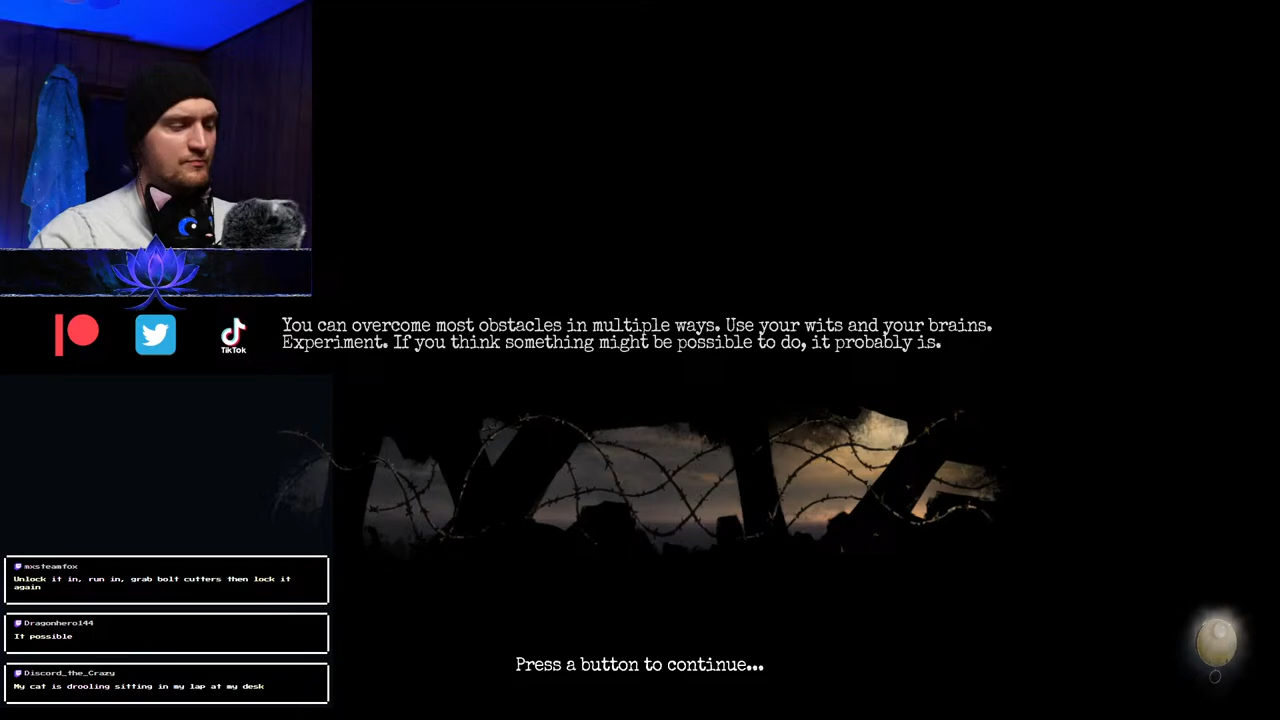 TikTok
You can overcome most obstacles in multiple ways. Use your wits and your brains.
Experiment. If you think something might be possible to do, it probably is.
mxsteamfox
Unlock it in, run in, grab bolt cutters then lock it
again
Dragonhero144
It possible
Discord_the_Crazy
My cat is drooling sitting in my lap at my desk
Press a button to continue...